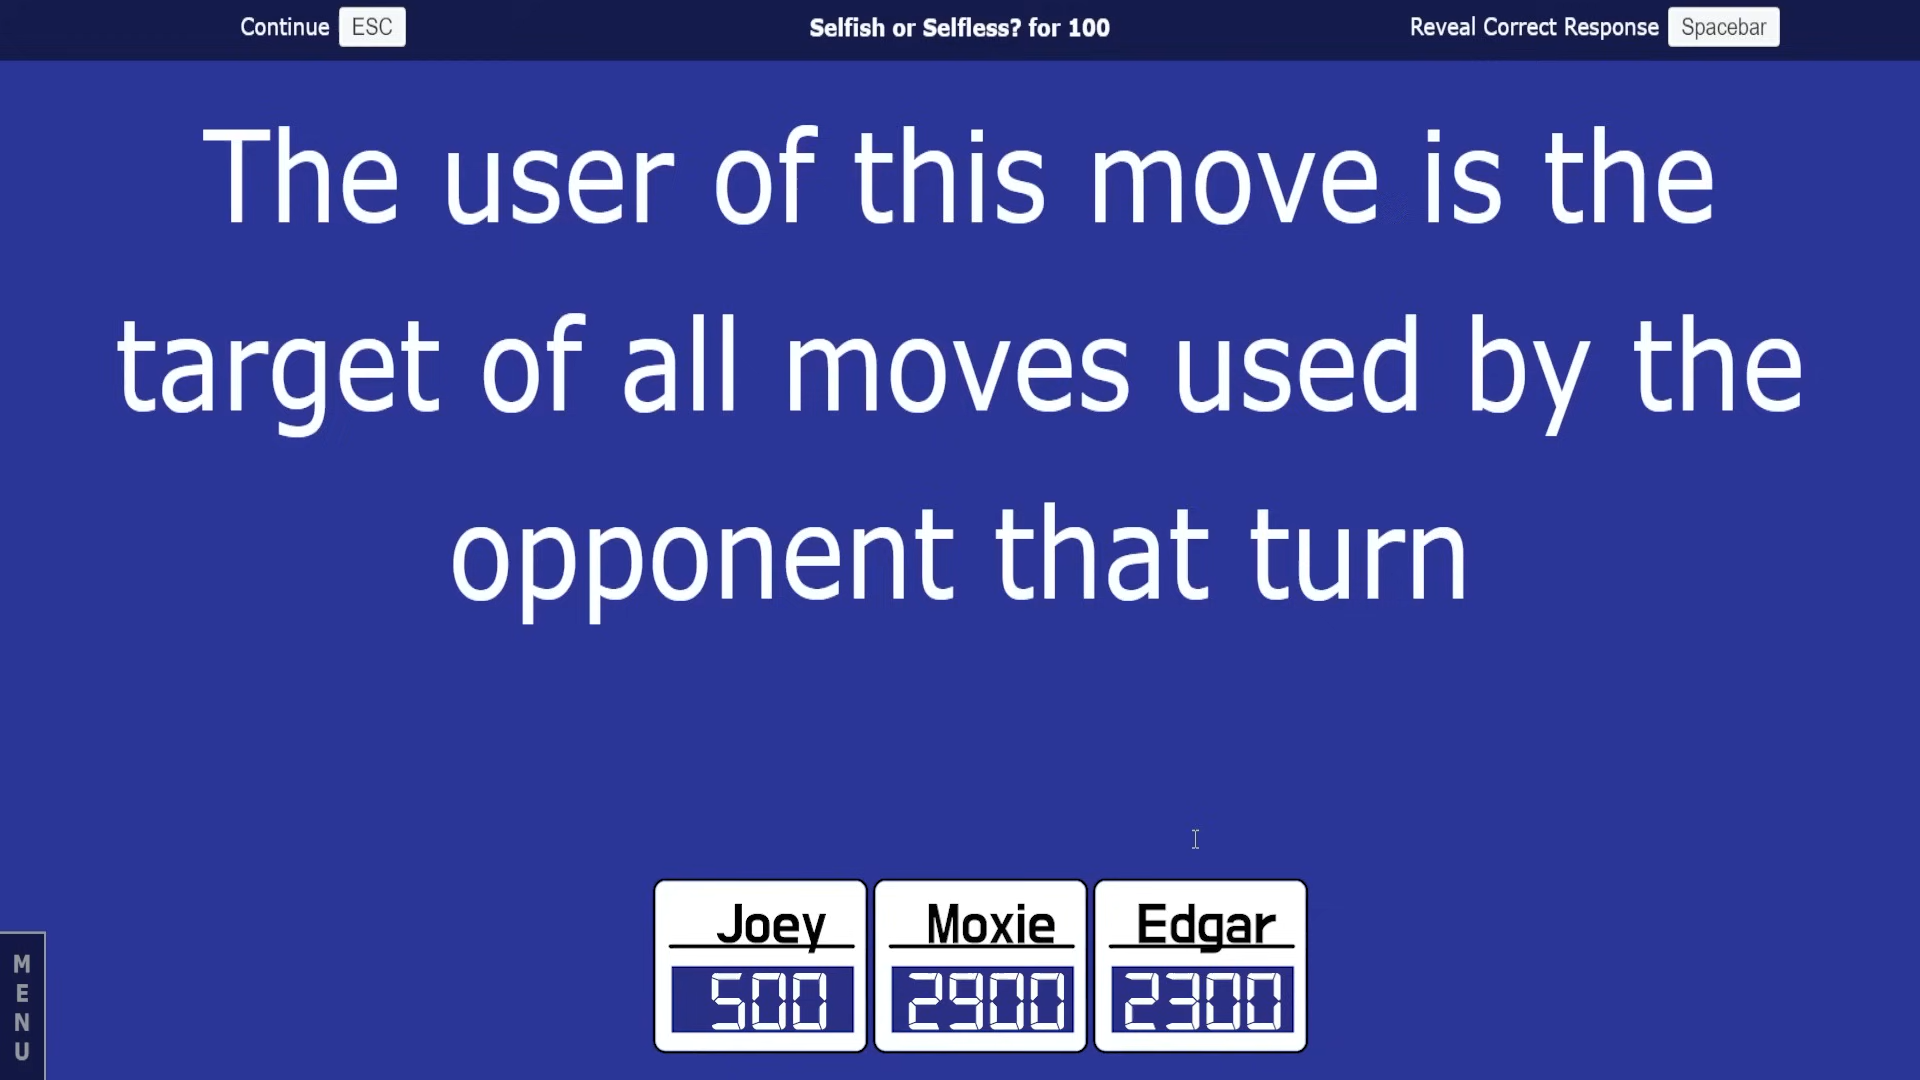 Continue ESC
Selfish or Selfless? for 100
Reveal Correct Response Spacebar
The user of this move is the
target of all moves used by the
opponent that turn
Joey
500
Moxie
2900
Edgar
2300
MENU